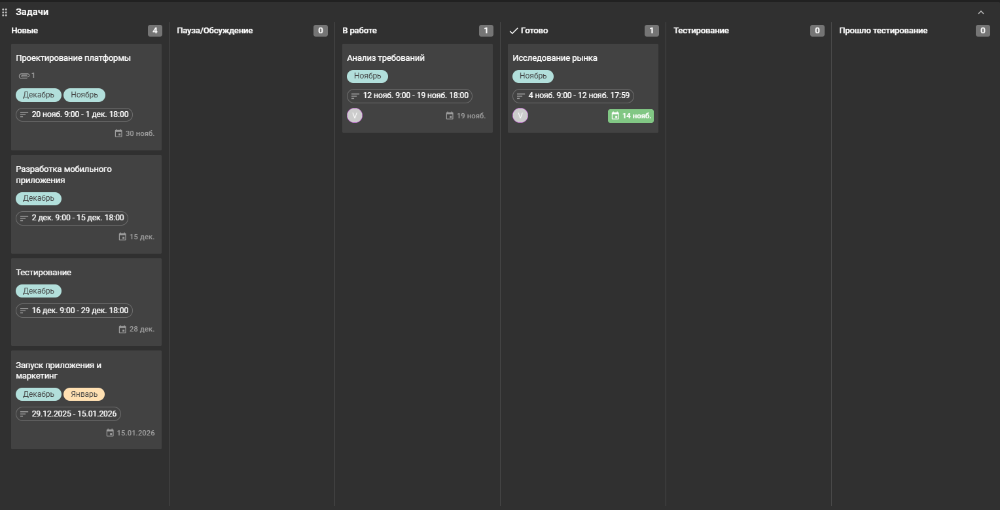 Задачи
Новые 4
Проектирование платформы
1
Декабрь Ноябрь
20 нояб. 9:00 - 1 дек. 18:00
30 нояб.
Разработка мобильного
приложения
Декабрь
2 дек. 9:00 - 15 дек. 18:00
15 дек.
Тестирование
Декабрь
16 дек. 9:00 - 29 дек. 18:00
28 дек.
Запуск приложения и
маркетинг
Декабрь Январь
29.12.2025 - 15.01.2026
15.01.2026
Пауза/Обсуждение 0
В работе 1
Анализ требований
Ноябрь
12 нояб. 9:00 - 19 нояб. 18:00
V 19 нояб.
Готово 1
Исследование рынка
Ноябрь
4 нояб. 9:00 - 12 нояб. 17:59
V 14 нояб.
Тестирование 0
Прошло тестирование 0